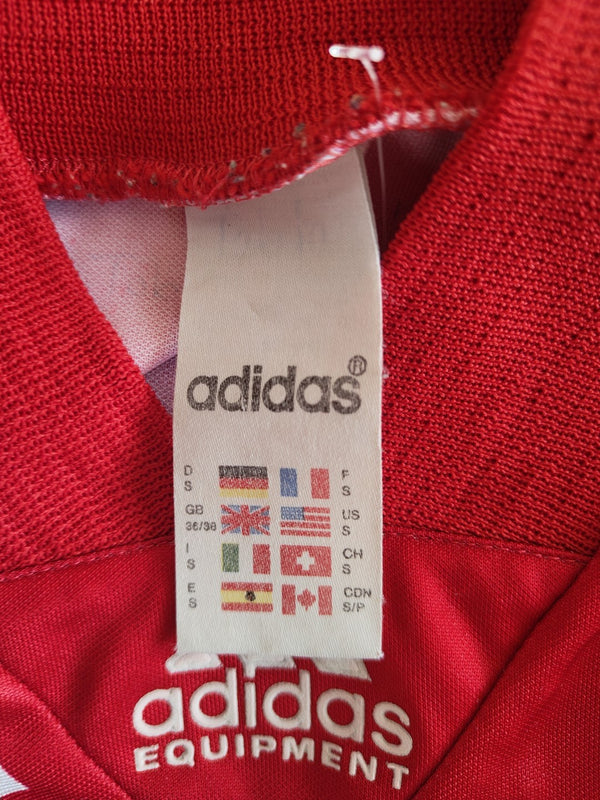 adidas®
D F
S S
GB US
36/38 S
I CH
S S
E CDN
S S/P
adidas
EQUIPMENT